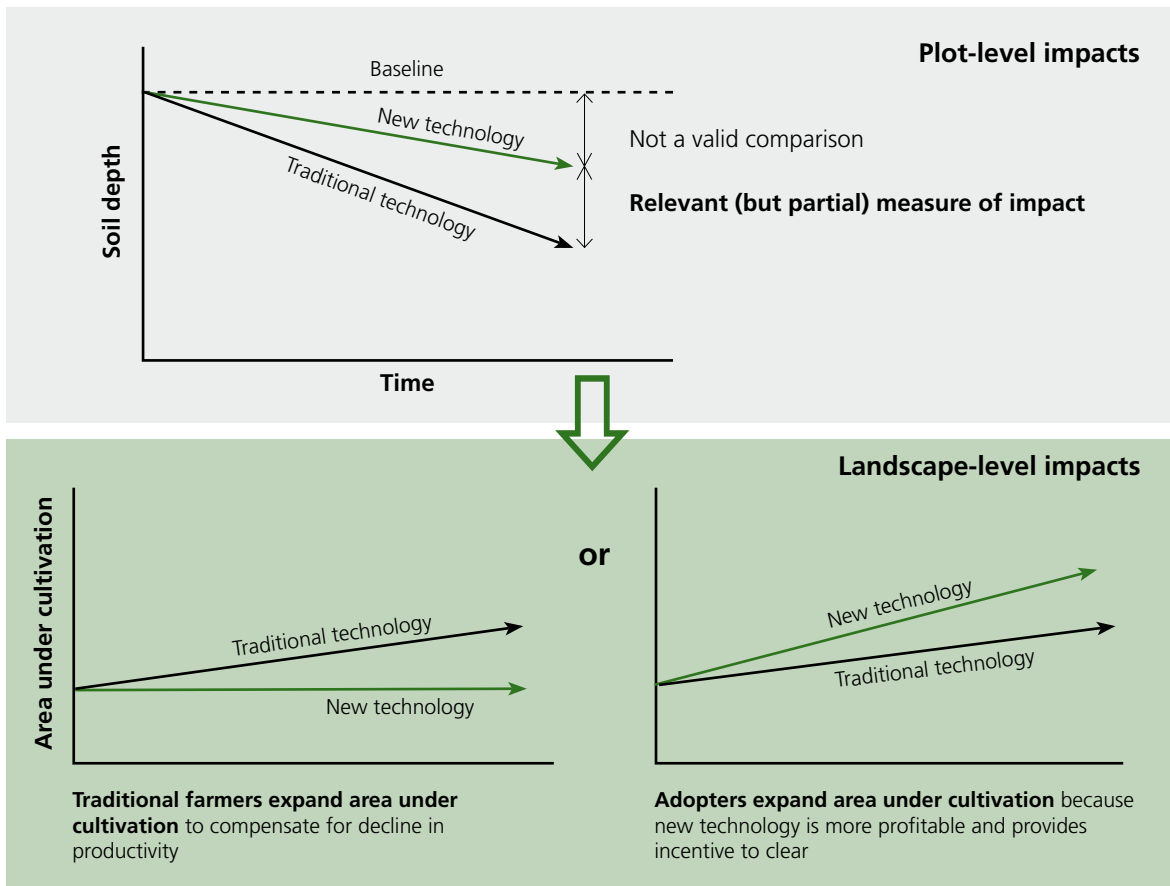 Plot-level impacts
Baseline
New technology
Traditional technology
Not a valid comparison
Relevant (but partial) measure of impact
Soil depth
Time
Landscape-level impacts
Area under cultivation
Traditional technology
New technology
or
New technology
Traditional technology
Traditional farmers expand area under
cultivation to compensate for decline in
productivity
Adopters expand area under cultivation because
new technology is more profitable and provides
incentive to clear